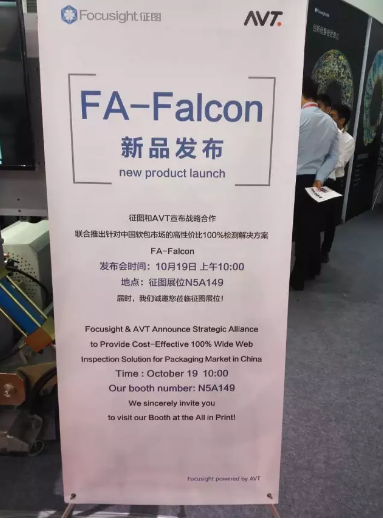 Focusight 征图
AVT
FA-Falcon
新品发布
new product launch
征图和AVT宣布战略合作
联合推出针对中国软包市场的高性价比100%检测解决方案
FA-Falcon
发布会时间：10月19日 上午10:00
地点：征图展位N5A149
届时，我们诚邀您莅临征图展位！
Focusight & AVT Announce Strategic Alliance
to Provide Cost-Effective 100% Wide Web
Inspection Solution for Packaging Market in China
Time : October 19 10:00
Our booth number: N5A149
We sincerely invite you
to visit our Booth at the All in Print!
Focusight powered by AVT